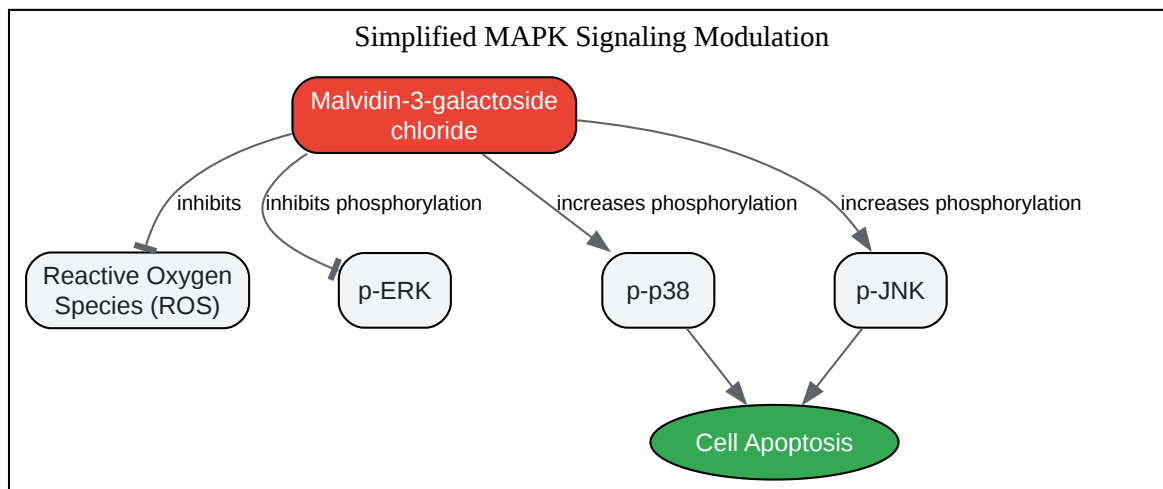 Simplified MAPK Signaling Modulation
Malvidin-3-galactoside
chloride
inhibits
inhibits phosphorylation
increases phosphorylation
increases phosphorylation
Reactive Oxygen
Species (ROS)
p-ERK
p-p38
p-JNK
Cell Apoptosis